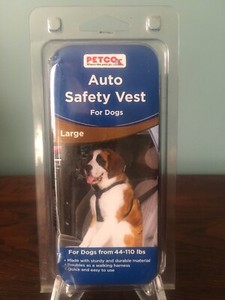 PETCO
Auto
Safety Vest
For Dogs
Large
For Dogs from 44-110 lbs
• Made with sturdy and durable material
• Doubles as a walking harness
• Quick and easy to use